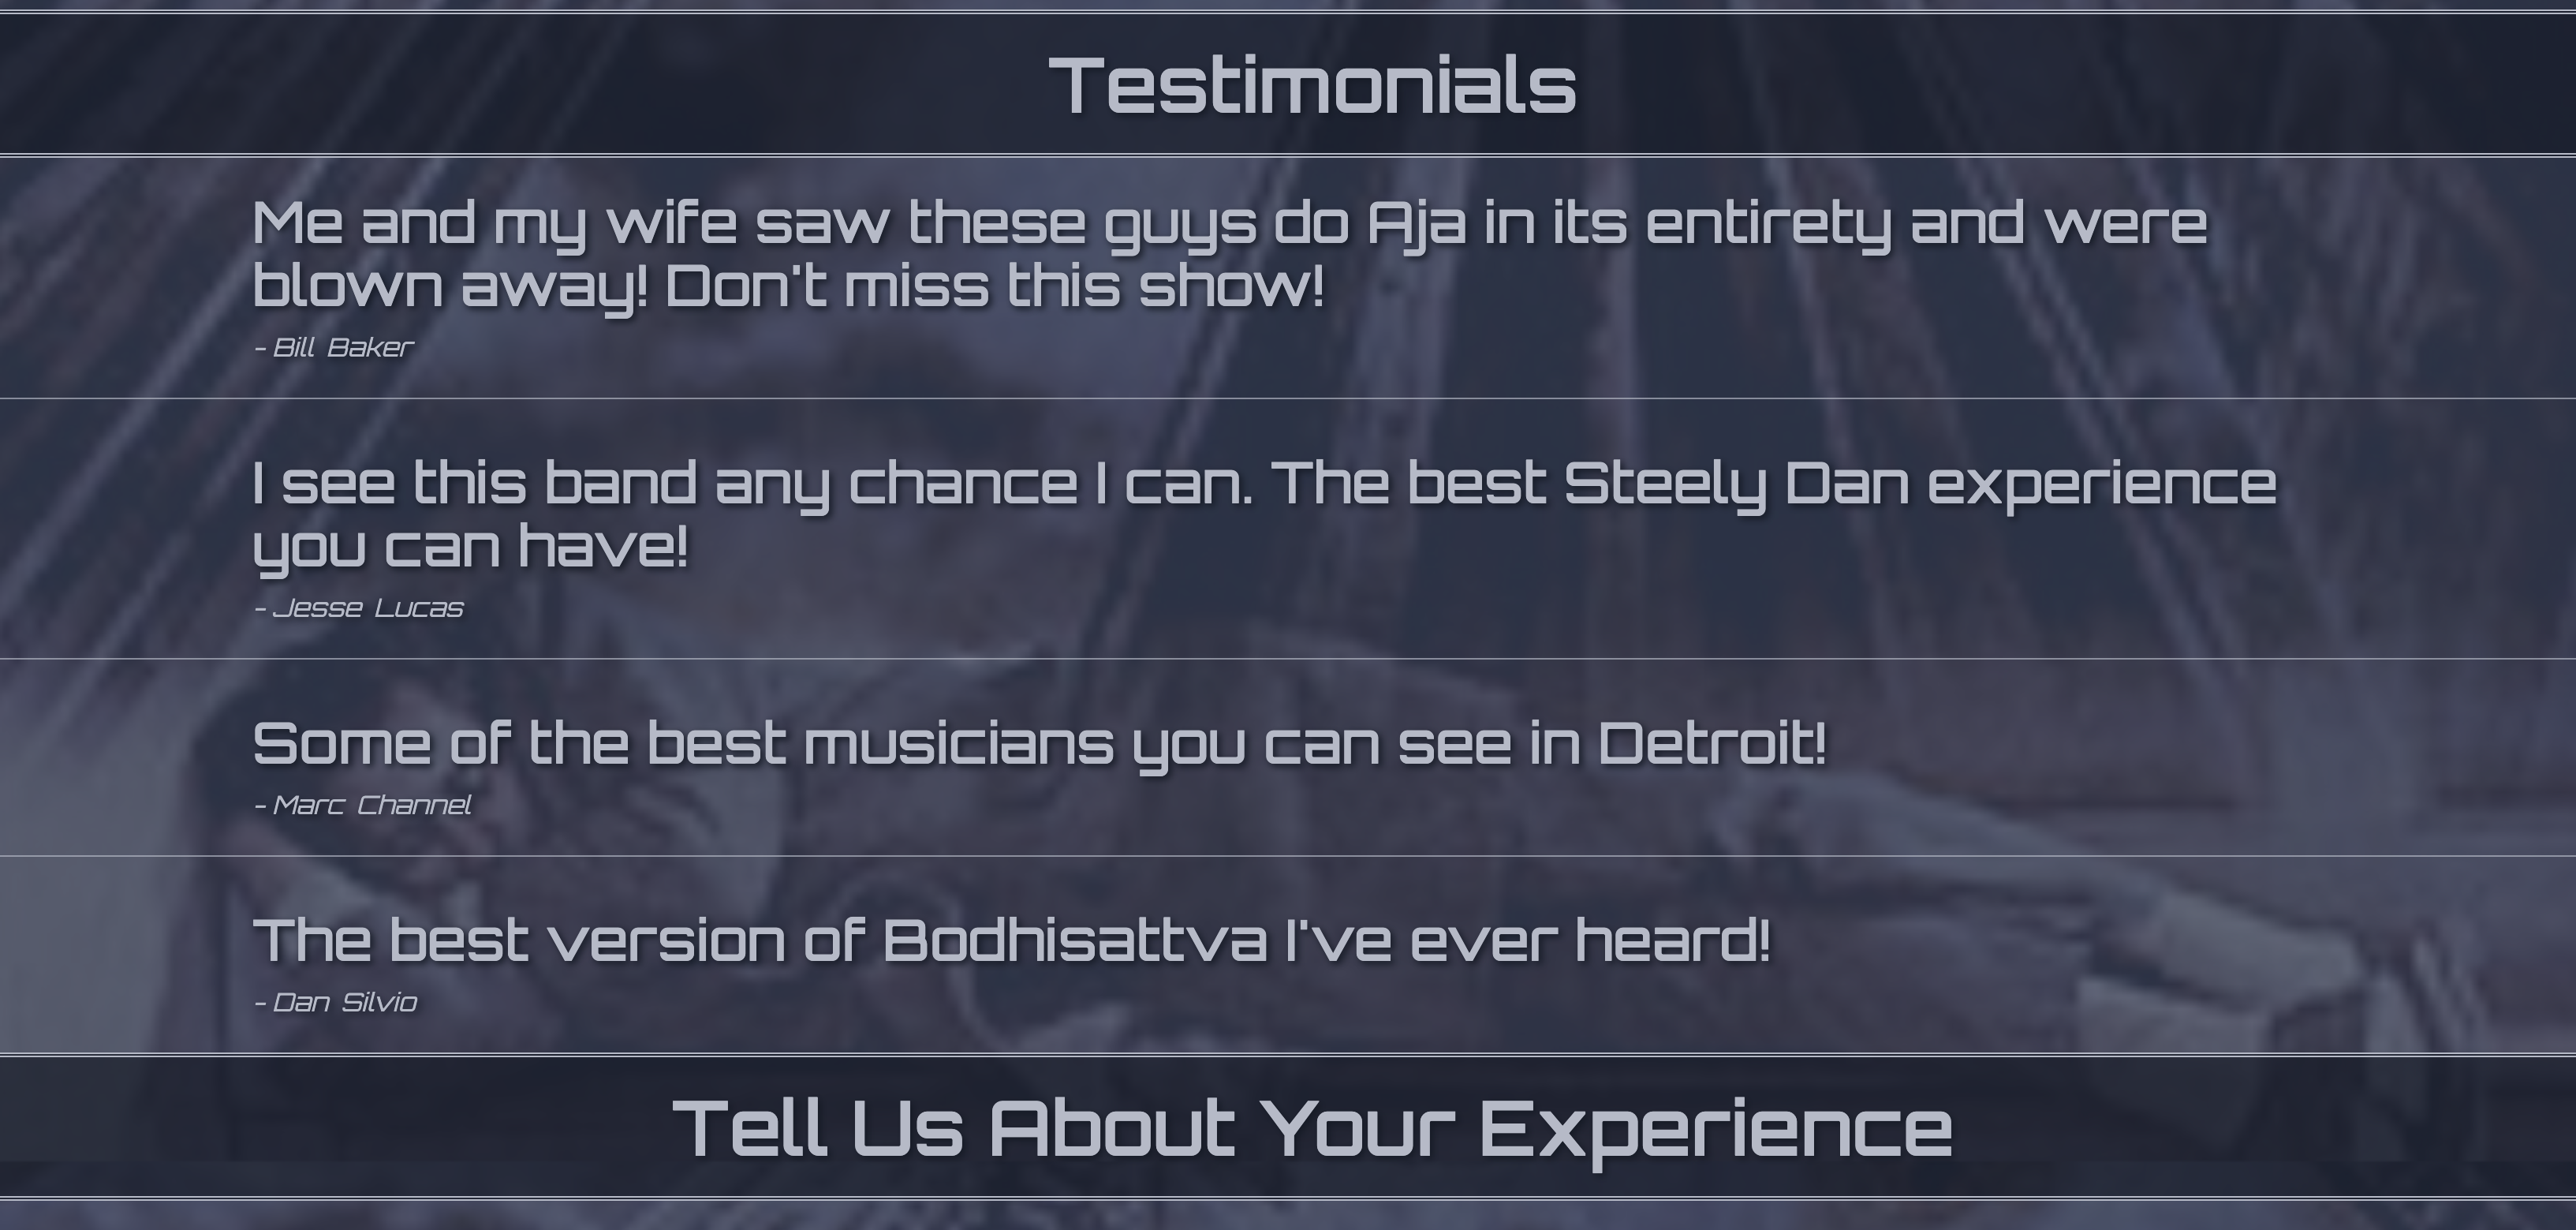 Testimonials
Me and my wife saw these guys do Aja in its entirety and were
blown away! Don't miss this show!
- Bill Baker
I see this band any chance I can. The best Steely Dan experience
you can have!
- Jesse Lucas
Some of the best musicians you can see in Detroit!
- Marc Channel
The best version of Bodhisattva I've ever heard!
- Dan Silvio
Tell Us About Your Experience